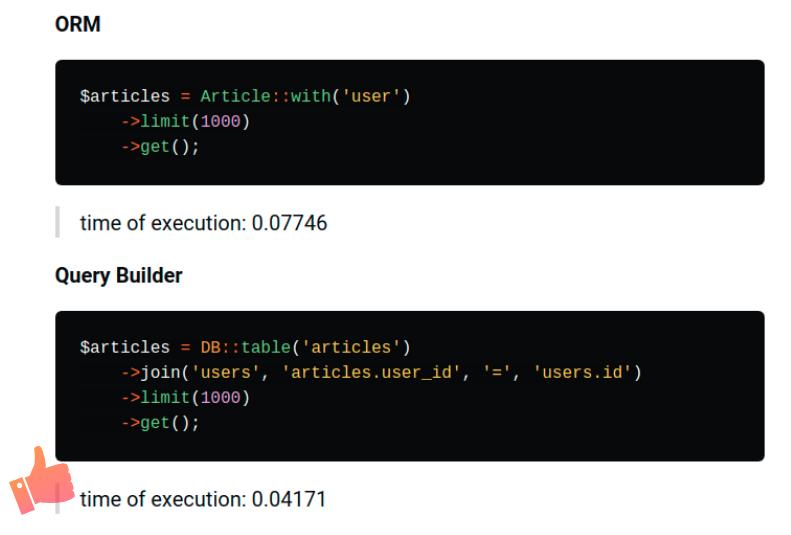 ORM
$articles = Article::with('user')
->limit(1000)
->get();
time of execution: 0.07746
Query Builder
$articles = DB::table('articles')
->join('users', 'articles.user_id', '=', 'users.id')
->limit(1000)
->get();
time of execution: 0.04171